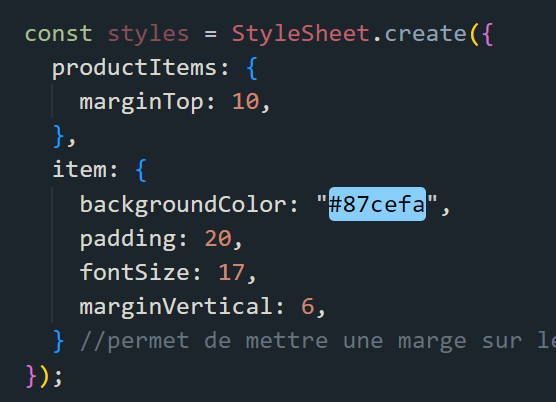 const styles = StyleSheet.create({
productItems: {
marginTop: 10,
},
item: {
backgroundColor: "#87cefa",
padding: 20,
fontSize: 17,
marginVertical: 6,
} //permet de mettre une marge sur
});